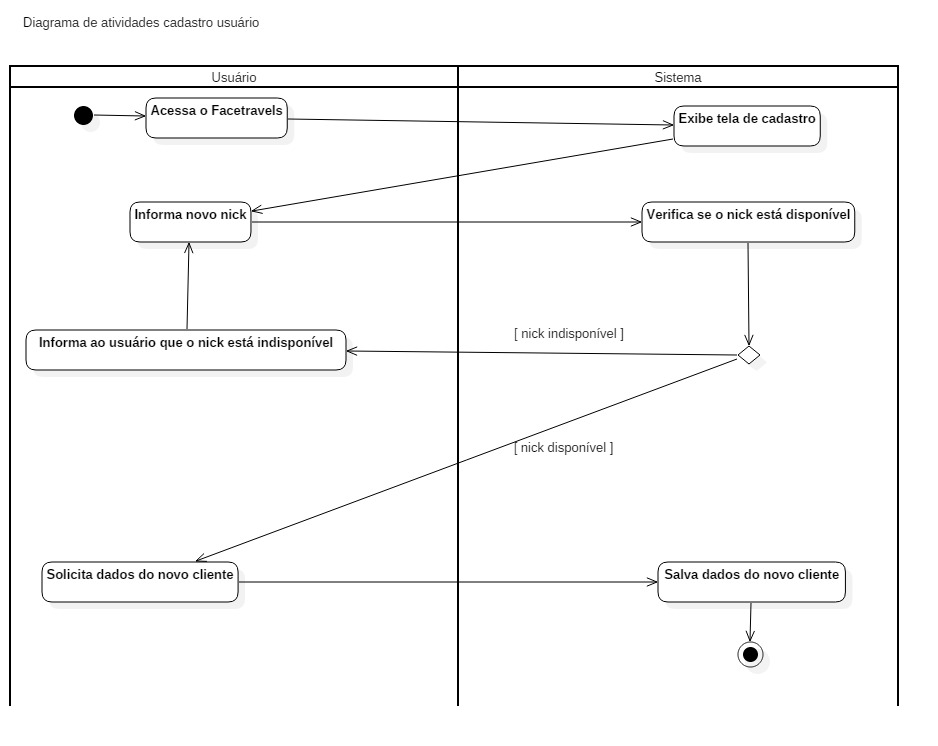 Diagrama de atividades cadastro usuário
Usuário
Sistema
Acessa o Facetravels
Exibe tela de cadastro
Informa novo nick
Verifica se o nick está disponível
[ nick indisponível ]
Informa ao usuário que o nick está indisponível
[ nick disponível ]
Solicita dados do novo cliente
Salva dados do novo cliente